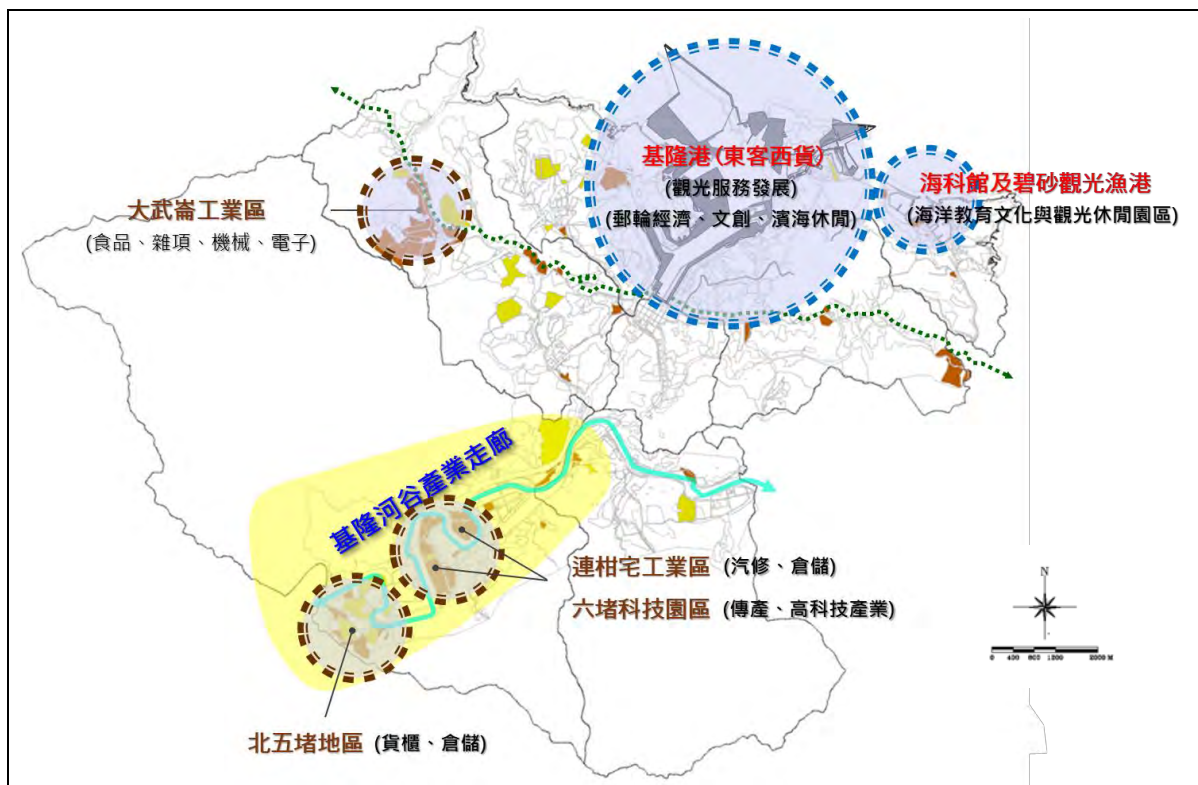 基隆港(東客西貨)
(觀光服務發展)
(郵輪經濟、文創、濱海休閒)
海科館及碧砂觀光漁港
(海洋教育文化與觀光休閒園區)
大武崙工業區
(食品、雜項、機械、電子)
基隆河谷產業走廊
連柑宅工業區 (汽修、倉儲)
六堵科技園區 (傳產、高科技產業)
北五堵地區 (貨櫃、倉儲)
N
0 400 800 1200 2000 M